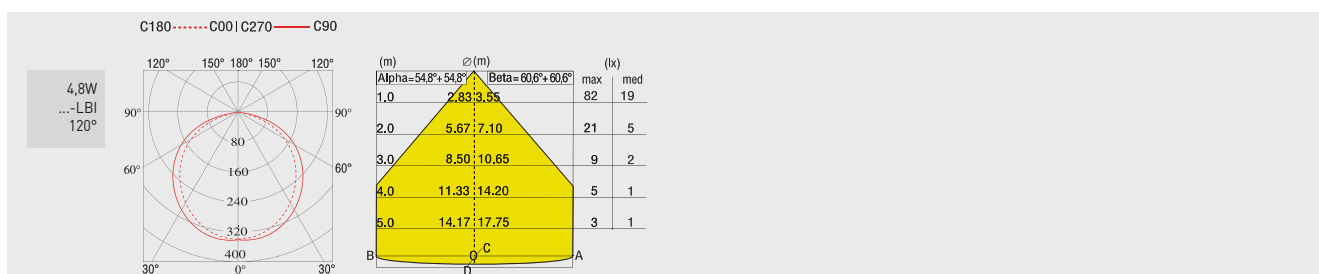 C180 C00 | C270 C90
4,8W
...-LBI
120°
120° 150° 180° 150° 120°
90° 90°
80
60° 60°
160
240
320
400
30° 0° 30°
(m) ∅(m) (lx)
Alpha=54,8°+54,8° Beta=60,6°+60,6° max med
1.0 2.83 3.55 82 19
2.0 5.67 7.10 21 5
3.0 8.50 10.65 9 2
4.0 11.33 14.20 5 1
5.0 14.17 17.75 3 1
B O C A
D